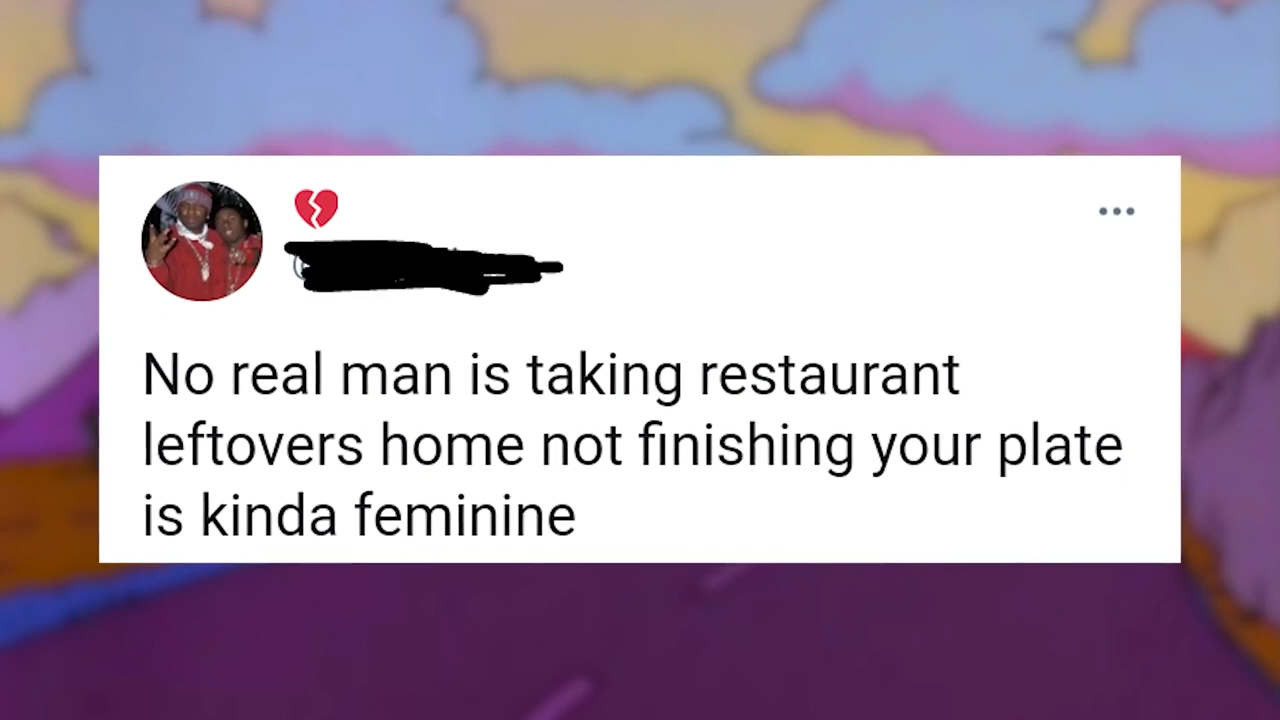 No real man is taking restaurant
leftovers home not finishing your plate
is kinda feminine